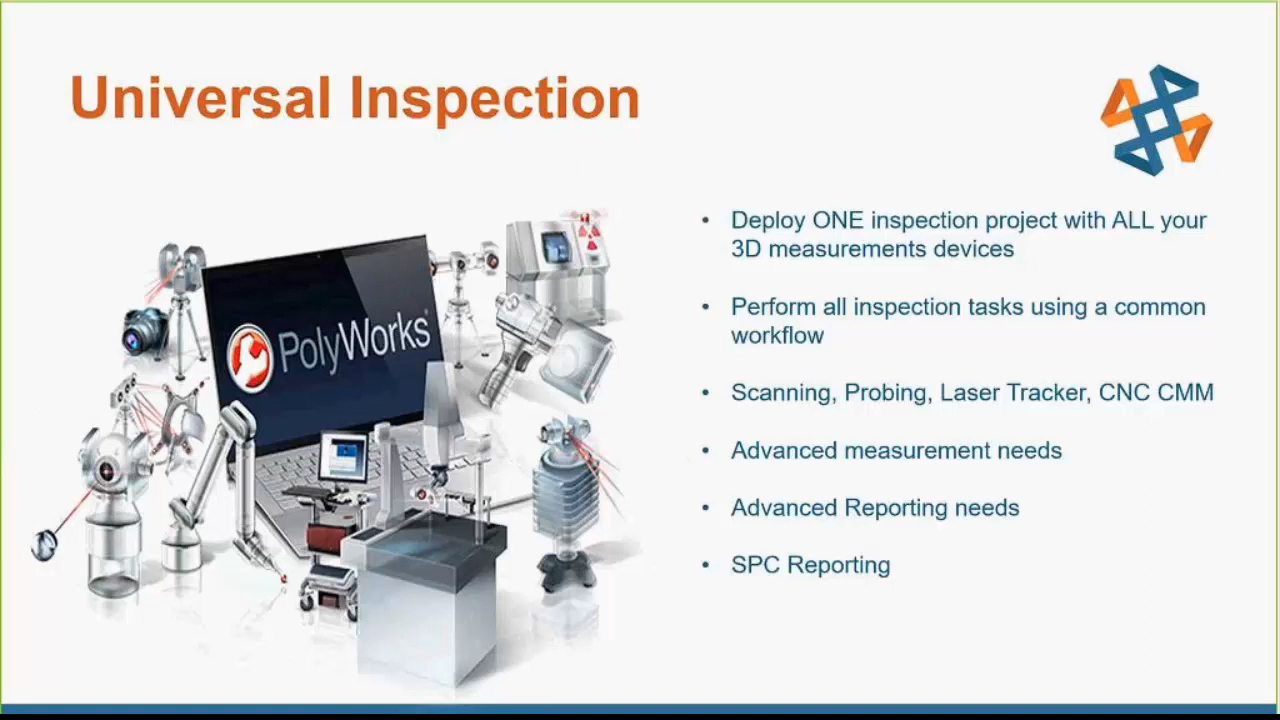 Universal Inspection
PolyWorks®
• Deploy ONE inspection project with ALL your
3D measurements devices
• Perform all inspection tasks using a common
workflow
• Scanning, Probing, Laser Tracker, CNC CMM
• Advanced measurement needs
• Advanced Reporting needs
• SPC Reporting